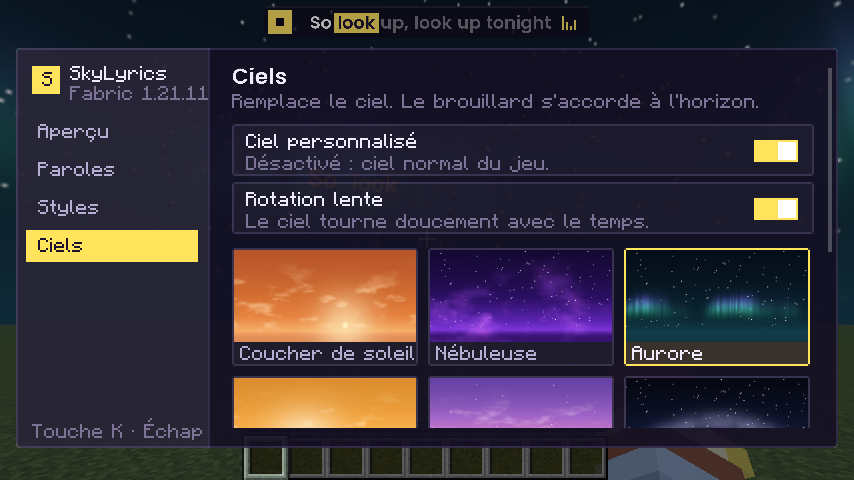 So look up, look up tonight
S
SkyLyrics
Fabric 1.21.11
Aperçu
Paroles
Styles
Ciels
Touche K · Échap
Ciels
Remplace le ciel. Le brouillard s'accorde à l'horizon.
Ciel personnalisé
Désactivé : ciel normal du jeu.
So look
Rotation lente
Le ciel tourne doucement avec le temps.
Coucher de soleil
Nébuleuse
Aurore